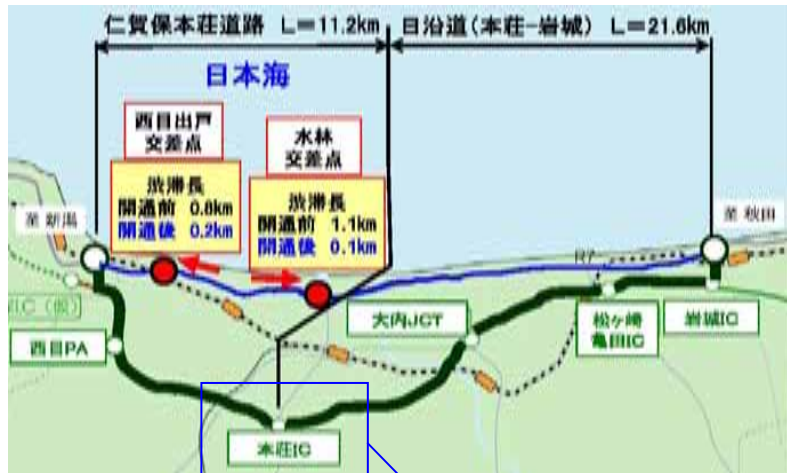 仁賀保本荘道路 L=11.2km
日沿道(本荘-岩城) L=21.6km
日本海
西目出戸
交差点
水林
交差点
渋滞長
開通前 0.8km
開通後 0.2km
渋滞長
開通前 1.1km
開通後 0.1km
至 新潟
至 秋田
R7
IC(仮)
大内JCT
松ヶ崎
亀田IC
岩城IC
西目PA
本荘IC